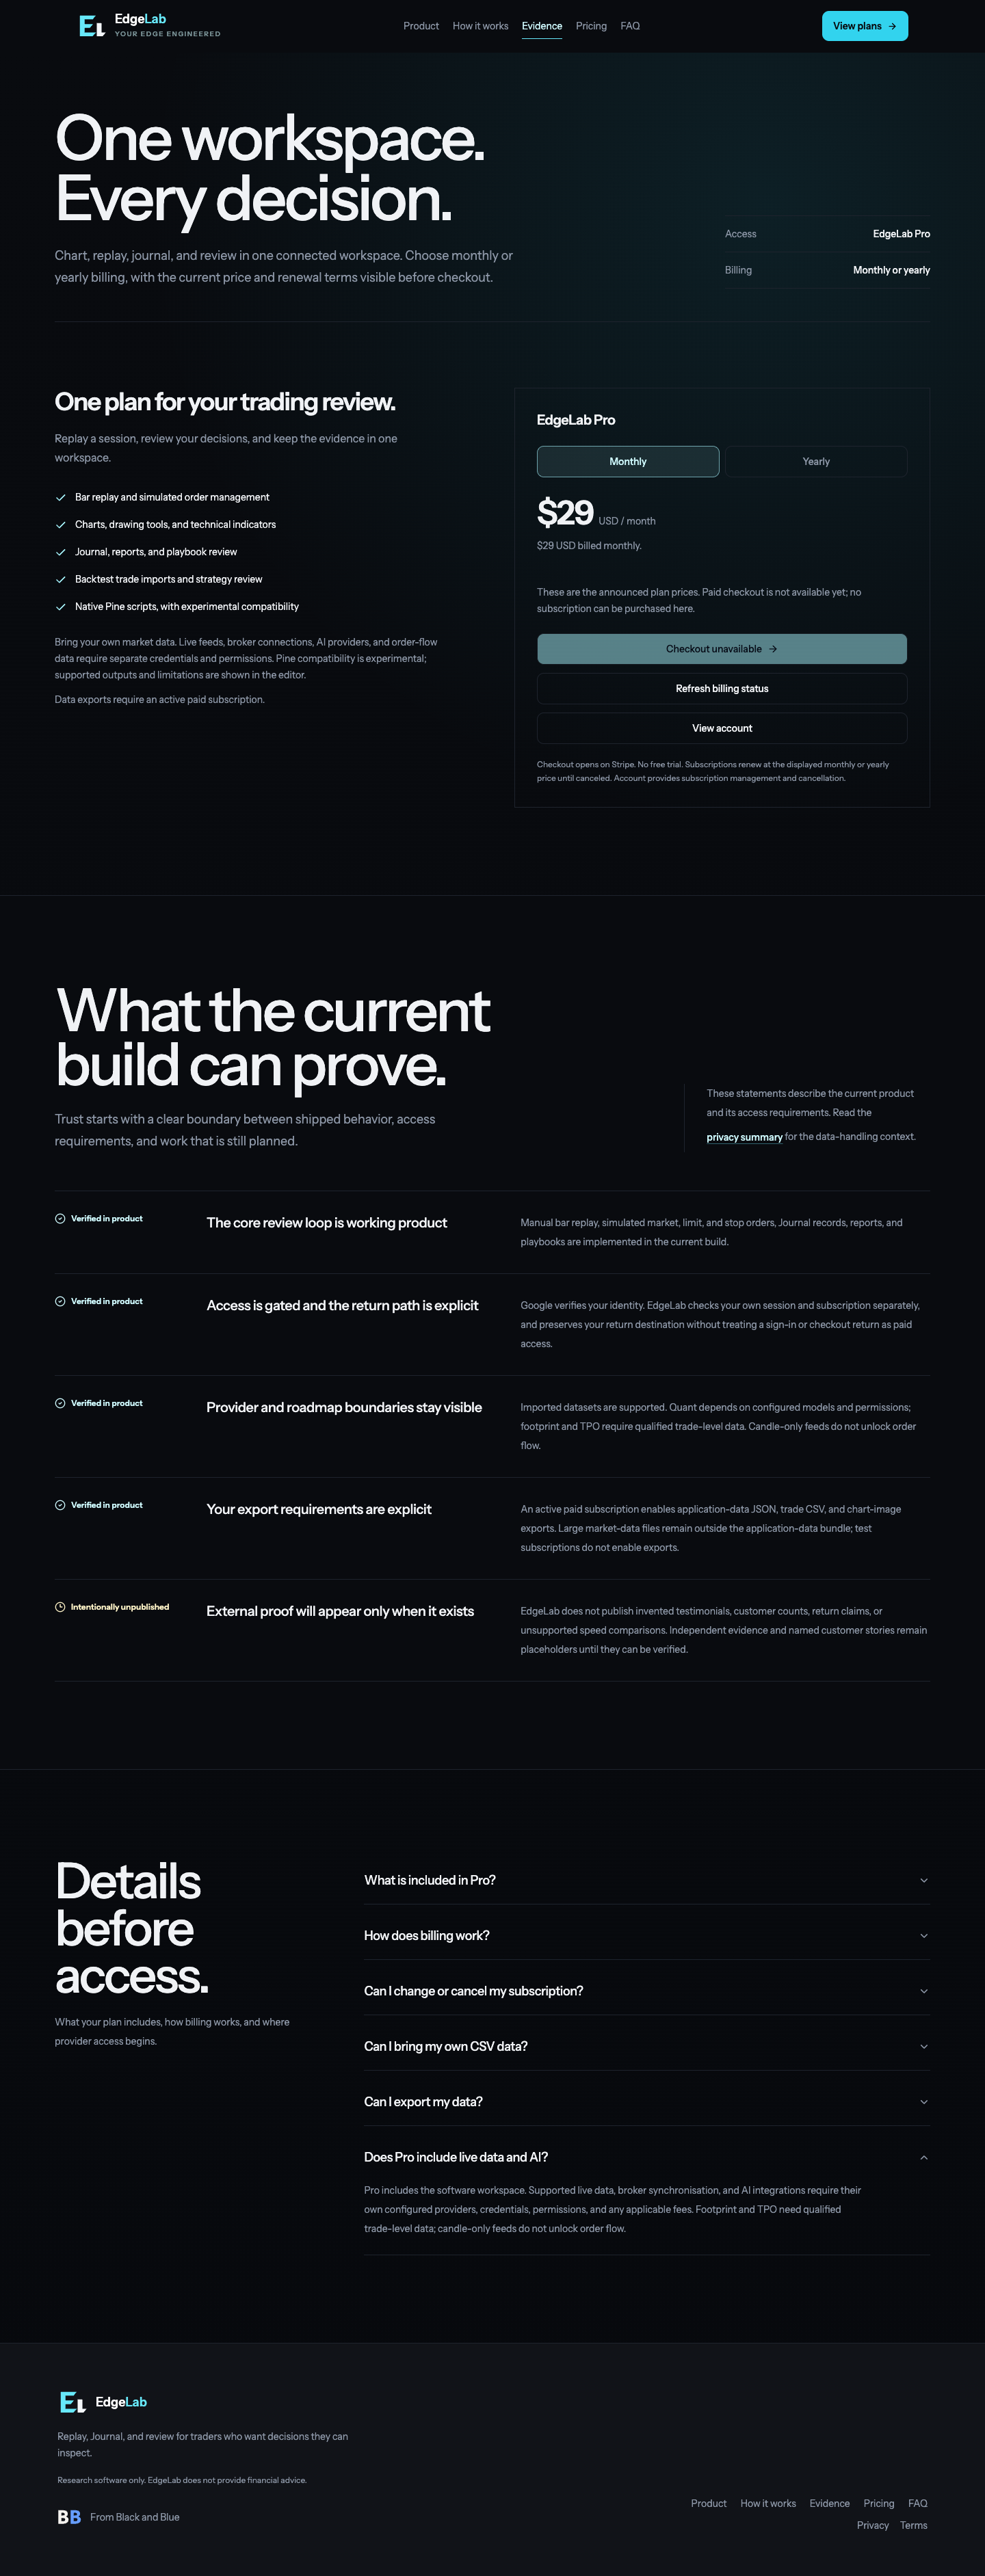 EdgeLab
YOUR EDGE ENGINEERED
Product How it works Evidence Pricing FAQ
View plans
One workspace.
Every decision.
Chart, replay, journal, and review in one connected workspace. Choose monthly or
yearly billing, with the current price and renewal terms visible before checkout.
Access EdgeLab Pro
Billing Monthly or yearly
One plan for your trading review.
Replay a session, review your decisions, and keep the evidence in one
workspace.
Bar replay and simulated order management
Charts, drawing tools, and technical indicators
Journal, reports, and playbook review
Backtest trade imports and strategy review
Native Pine scripts, with experimental compatibility
Bring your own market data. Live feeds, broker connections, AI providers, and order-flow
data require separate credentials and permissions. Pine compatibility is experimental;
supported outputs and limitations are shown in the editor.
Data exports require an active paid subscription.
EdgeLab Pro
Monthly Yearly
$29 USD / month
$29 USD billed monthly.
These are the announced plan prices. Paid checkout is not available yet; no
subscription can be purchased here.
Checkout unavailable
Refresh billing status
View account
Checkout opens on Stripe. No free trial. Subscriptions renew at the displayed monthly or yearly
price until canceled. Account provides subscription management and cancellation.
What the current
build can prove.
Trust starts with a clear boundary between shipped behavior, access
requirements, and work that is still planned.
These statements describe the current product
and its access requirements. Read the
privacy summary for the data-handling context.
Verified in product
The core review loop is working product
Manual bar replay, simulated market, limit, and stop orders, Journal records, reports, and
playbooks are implemented in the current build.
Verified in product
Access is gated and the return path is explicit
Google verifies your identity. EdgeLab checks your own session and subscription separately,
and preserves your return destination without treating a sign-in or checkout return as paid
access.
Verified in product
Provider and roadmap boundaries stay visible
Imported datasets are supported. Quant depends on configured models and permissions;
footprint and TPO require qualified trade-level data. Candle-only feeds do not unlock order
flow.
Verified in product
Your export requirements are explicit
An active paid subscription enables application-data JSON, trade CSV, and chart-image
exports. Large market-data files remain outside the application-data bundle; test
subscriptions do not enable exports.
Intentionally unpublished
External proof will appear only when it exists
EdgeLab does not publish invented testimonials, customer counts, return claims, or
unsupported speed comparisons. Independent evidence and named customer stories remain
placeholders until they can be verified.
Details
before
access.
What your plan includes, how billing works, and where
provider access begins.
What is included in Pro?
How does billing work?
Can I change or cancel my subscription?
Can I bring my own CSV data?
Can I export my data?
Does Pro include live data and AI?
Pro includes the software workspace. Supported live data, broker synchronisation, and AI integrations require their
own configured providers, credentials, permissions, and any applicable fees. Footprint and TPO need qualified
trade-level data; candle-only feeds do not unlock order flow.
EdgeLab
Replay, Journal, and review for traders who want decisions they can
inspect.
Research software only. EdgeLab does not provide financial advice.
BB From Black and Blue
Product How it works Evidence Pricing FAQ
Privacy Terms